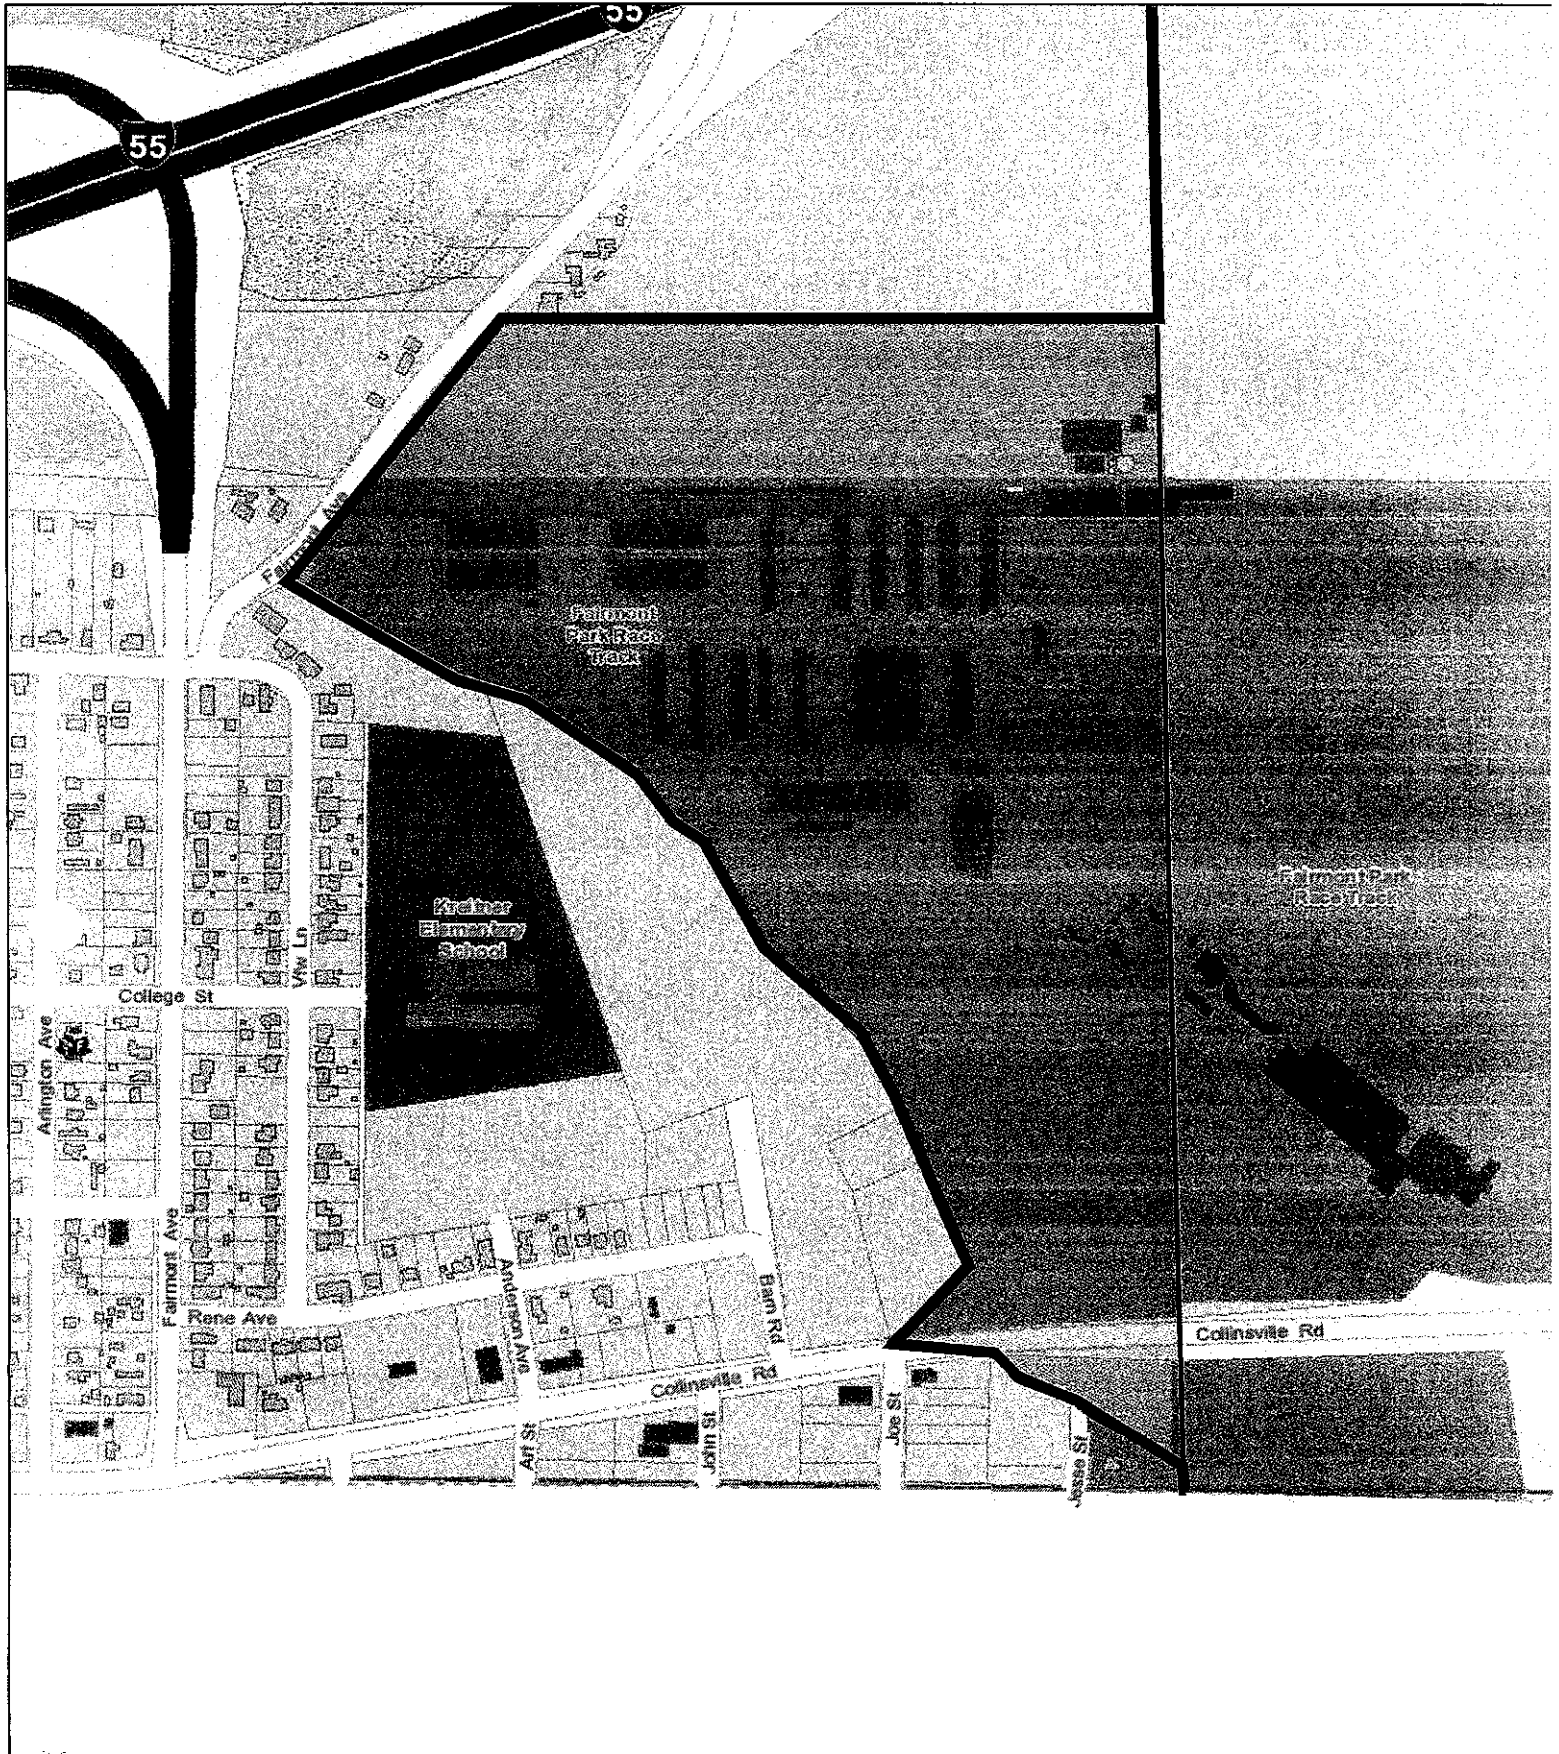 55
55
Fairmont Ave
Fairmont
Park Race
Track
Fairmont Park
Race Track
Kreitner
Elementary
School
Vfw Ln
College St
Arlington Ave
Fairmont Ave
Rene Ave
Anderson Ave
Barn Rd
Collinsville Rd
Collinsville Rd
Art St
John St
Joe St
Jesse St